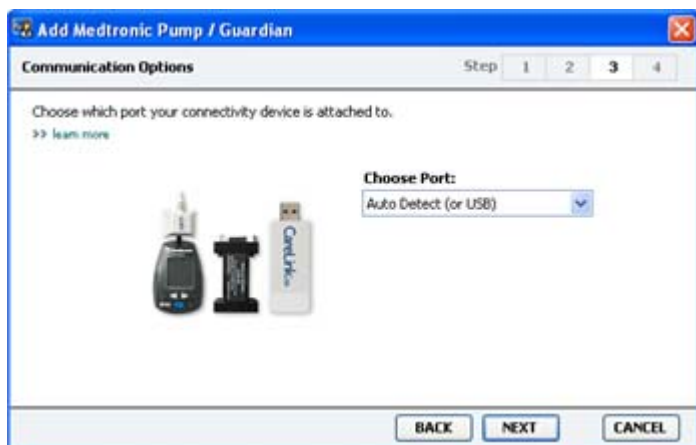 Add Medtronic Pump / Guardian
Communication Options
Step 1 2 3 4
Choose which port your connectivity device is attached to.
>> learn more
Choose Port:
Auto Detect (or USB)
CareLink
BACK NEXT CANCEL